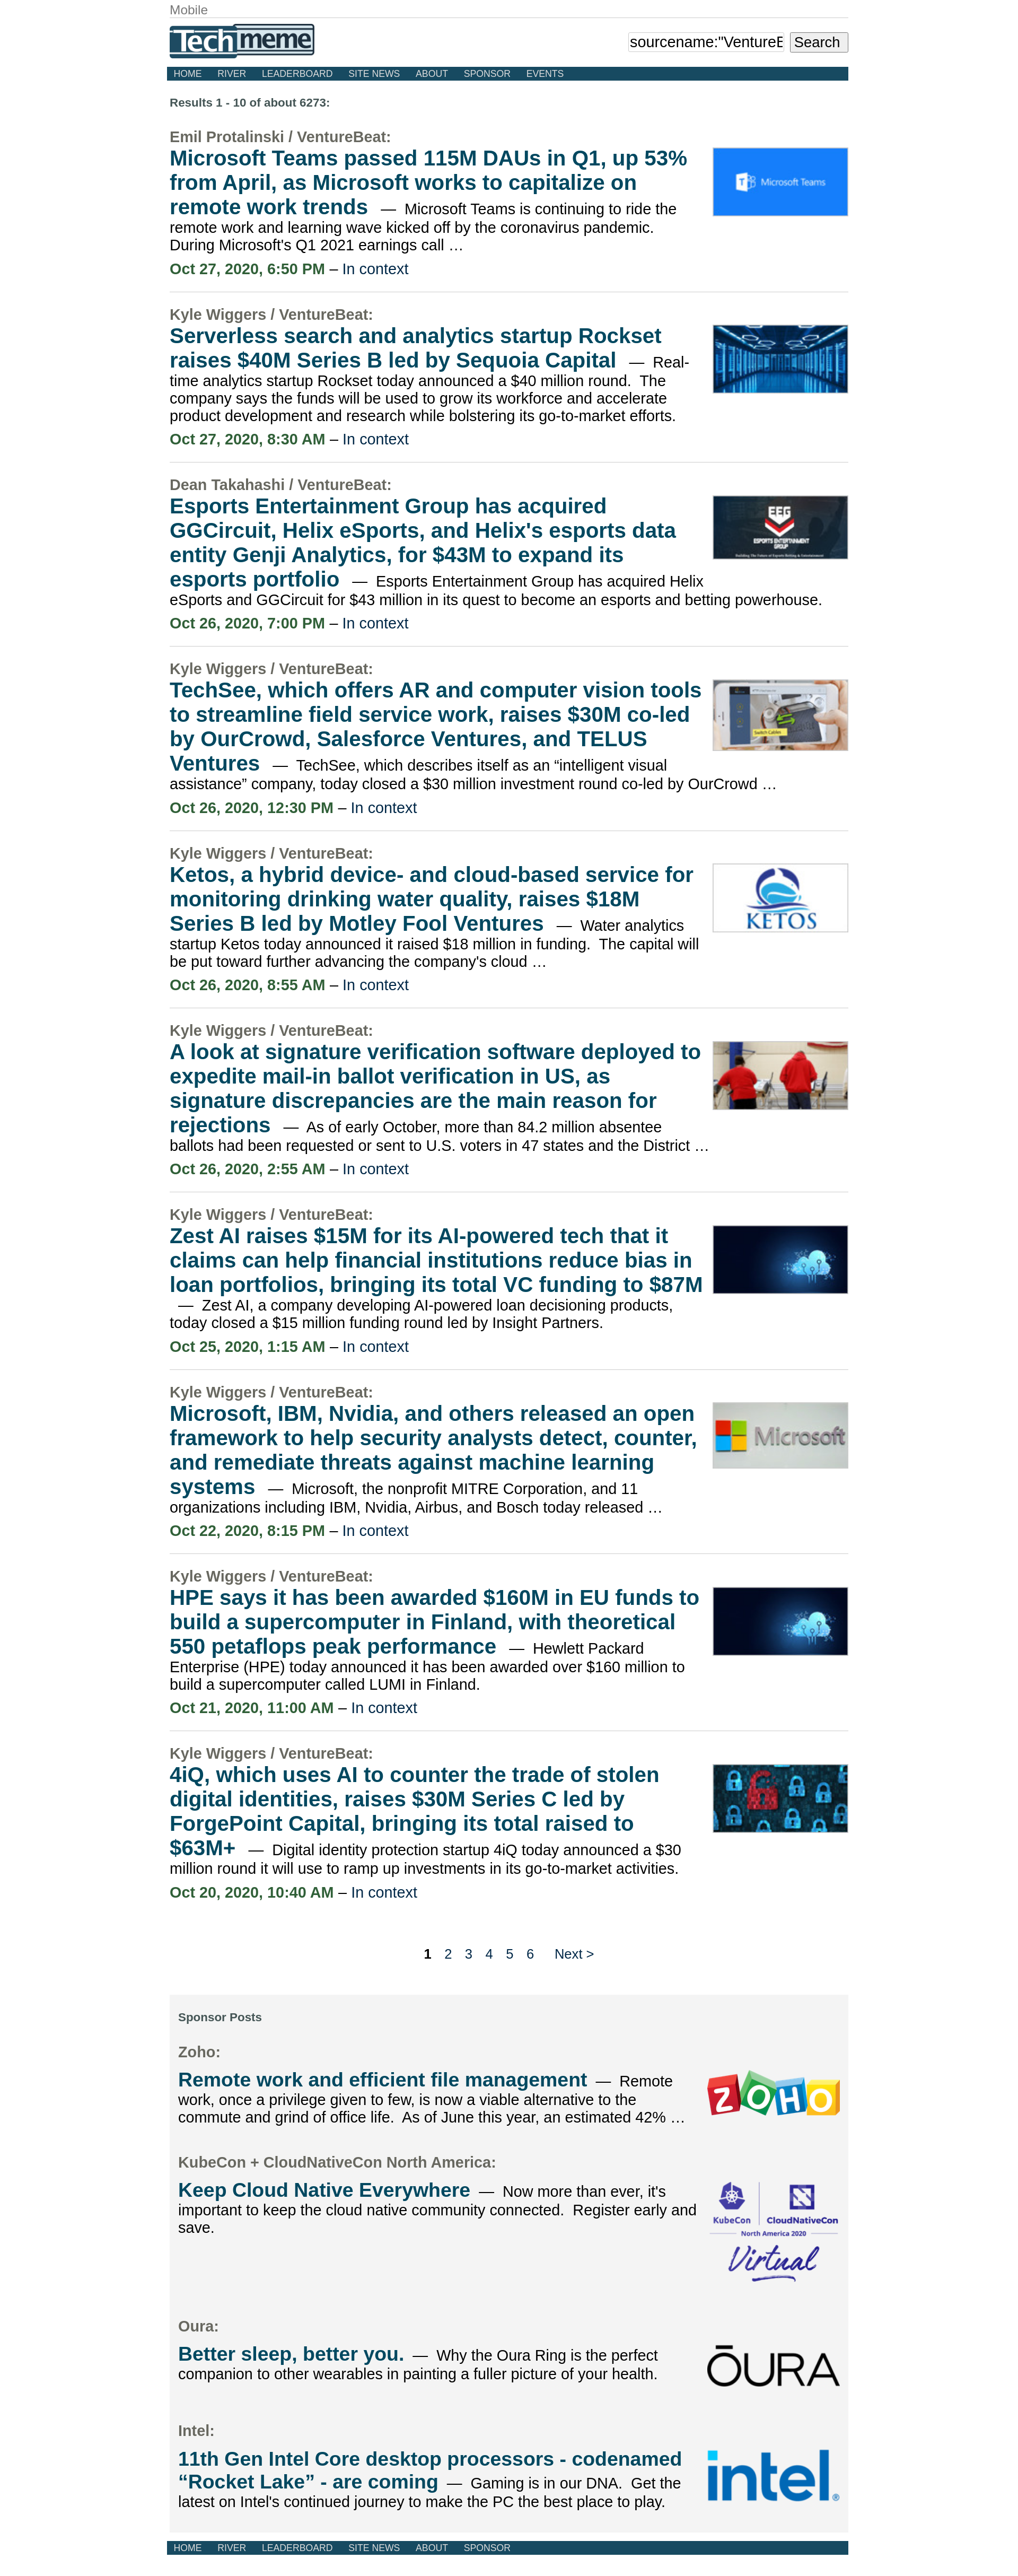 Mobile
Techmeme
sourcename:"VentureE
Search
HOME RIVER LEADERBOARD SITE NEWS ABOUT SPONSOR EVENTS
Results 1 - 10 of about 6273:
Emil Protalinski / VentureBeat:
Microsoft Teams passed 115M DAUs in Q1, up 53%
from April, as Microsoft works to capitalize on
remote work trends — Microsoft Teams is continuing to ride the
remote work and learning wave kicked off by the coronavirus pandemic.
During Microsoft's Q1 2021 earnings call …
Oct 27, 2020, 6:50 PM – In context
Microsoft Teams
Kyle Wiggers / VentureBeat:
Serverless search and analytics startup Rockset
raises $40M Series B led by Sequoia Capital — Real-
time analytics startup Rockset today announced a $40 million round. The
company says the funds will be used to grow its workforce and accelerate
product development and research while bolstering its go-to-market efforts.
Oct 27, 2020, 8:30 AM – In context
Dean Takahashi / VentureBeat:
Esports Entertainment Group has acquired
GGCircuit, Helix eSports, and Helix's esports data
entity Genji Analytics, for $43M to expand its
esports portfolio — Esports Entertainment Group has acquired Helix
eSports and GGCircuit for $43 million in its quest to become an esports and betting powerhouse.
Oct 26, 2020, 7:00 PM – In context
EEG
ESPORTS ENTERTAINMENT
GROUP
Building The Future of Esports Betting & Entertainment
Kyle Wiggers / VentureBeat:
TechSee, which offers AR and computer vision tools
to streamline field service work, raises $30M co-led
by OurCrowd, Salesforce Ventures, and TELUS
Ventures — TechSee, which describes itself as an “intelligent visual
assistance” company, today closed a $30 million investment round co-led by OurCrowd …
Oct 26, 2020, 12:30 PM – In context
Switch Cables
Kyle Wiggers / VentureBeat:
Ketos, a hybrid device- and cloud-based service for
monitoring drinking water quality, raises $18M
Series B led by Motley Fool Ventures — Water analytics
startup Ketos today announced it raised $18 million in funding. The capital will
be put toward further advancing the company's cloud …
Oct 26, 2020, 8:55 AM – In context
KETOS
Kyle Wiggers / VentureBeat:
A look at signature verification software deployed to
expedite mail-in ballot verification in US, as
signature discrepancies are the main reason for
rejections — As of early October, more than 84.2 million absentee
ballots had been requested or sent to U.S. voters in 47 states and the District …
Oct 26, 2020, 2:55 AM – In context
Kyle Wiggers / VentureBeat:
Zest AI raises $15M for its AI-powered tech that it
claims can help financial institutions reduce bias in
loan portfolios, bringing its total VC funding to $87M
— Zest AI, a company developing AI-powered loan decisioning products,
today closed a $15 million funding round led by Insight Partners.
Oct 25, 2020, 1:15 AM – In context
Kyle Wiggers / VentureBeat:
Microsoft, IBM, Nvidia, and others released an open
framework to help security analysts detect, counter,
and remediate threats against machine learning
systems — Microsoft, the nonprofit MITRE Corporation, and 11
organizations including IBM, Nvidia, Airbus, and Bosch today released …
Oct 22, 2020, 8:15 PM – In context
Microsoft
Kyle Wiggers / VentureBeat:
HPE says it has been awarded $160M in EU funds to
build a supercomputer in Finland, with theoretical
550 petaflops peak performance — Hewlett Packard
Enterprise (HPE) today announced it has been awarded over $160 million to
build a supercomputer called LUMI in Finland.
Oct 21, 2020, 11:00 AM – In context
Kyle Wiggers / VentureBeat:
4iQ, which uses AI to counter the trade of stolen
digital identities, raises $30M Series C led by
ForgePoint Capital, bringing its total raised to
$63M+ — Digital identity protection startup 4iQ today announced a $30
million round it will use to ramp up investments in its go-to-market activities.
Oct 20, 2020, 10:40 AM – In context
1 2 3 4 5 6 Next >
Sponsor Posts
Zoho:
Remote work and efficient file management — Remote
work, once a privilege given to few, is now a viable alternative to the
commute and grind of office life. As of June this year, an estimated 42% …
ZOHO
KubeCon + CloudNativeCon North America:
Keep Cloud Native Everywhere — Now more than ever, it's
important to keep the cloud native community connected. Register early and
save.
KubeCon CloudNativeCon
North America 2020
Virtual
Oura:
Better sleep, better you. — Why the Oura Ring is the perfect
companion to other wearables in painting a fuller picture of your health.
ŌURA
Intel:
11th Gen Intel Core desktop processors - codenamed
“Rocket Lake” - are coming — Gaming is in our DNA. Get the
latest on Intel's continued journey to make the PC the best place to play.
intel®
HOME RIVER LEADERBOARD SITE NEWS ABOUT SPONSOR